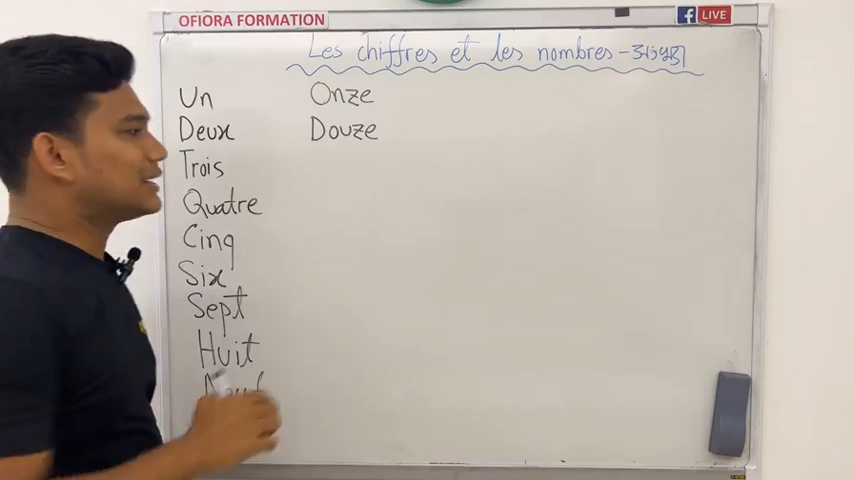 OFIORA FORMATION
f LIVE
Les chiffres et les nombres - সংখ্যা
Un
Deux
Trois
Quatre
Cinq
Six
Sept
Huit
Onze
Douze